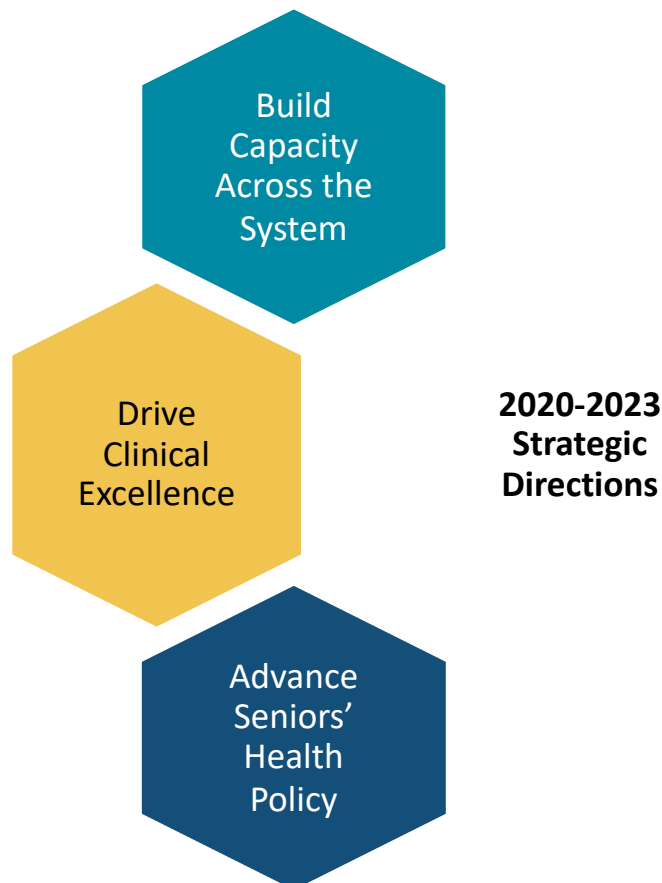 Build
Capacity
Across the
System
Drive
Clinical
Excellence
2020-2023
Strategic
Directions
Advance
Seniors’
Health
Policy